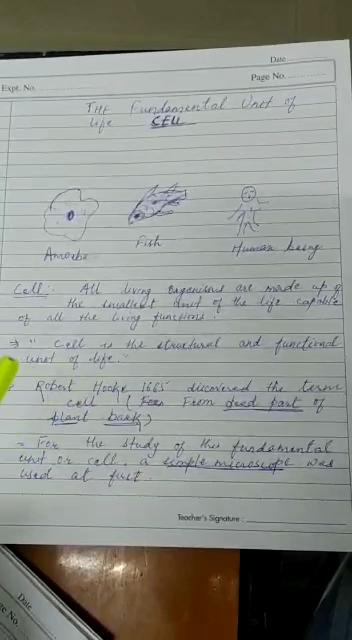 Date
Expt. No.
Page No.
THE Fundamental Unit of
life CELL
Amoeba
Fish
Human being
Cell:- All living organisms are made up of
the smallest unit of the life capable
of all the living functions.
⇒ " Cell is the structural and functional
unit of life."
Robert Hooke 1665 discovered the term
cell ( From dead part of
plant bark)
= For the study of this fundamental
unit or cell. a simple microscope was
used at first.
Teacher's Signature :
Date
e No.